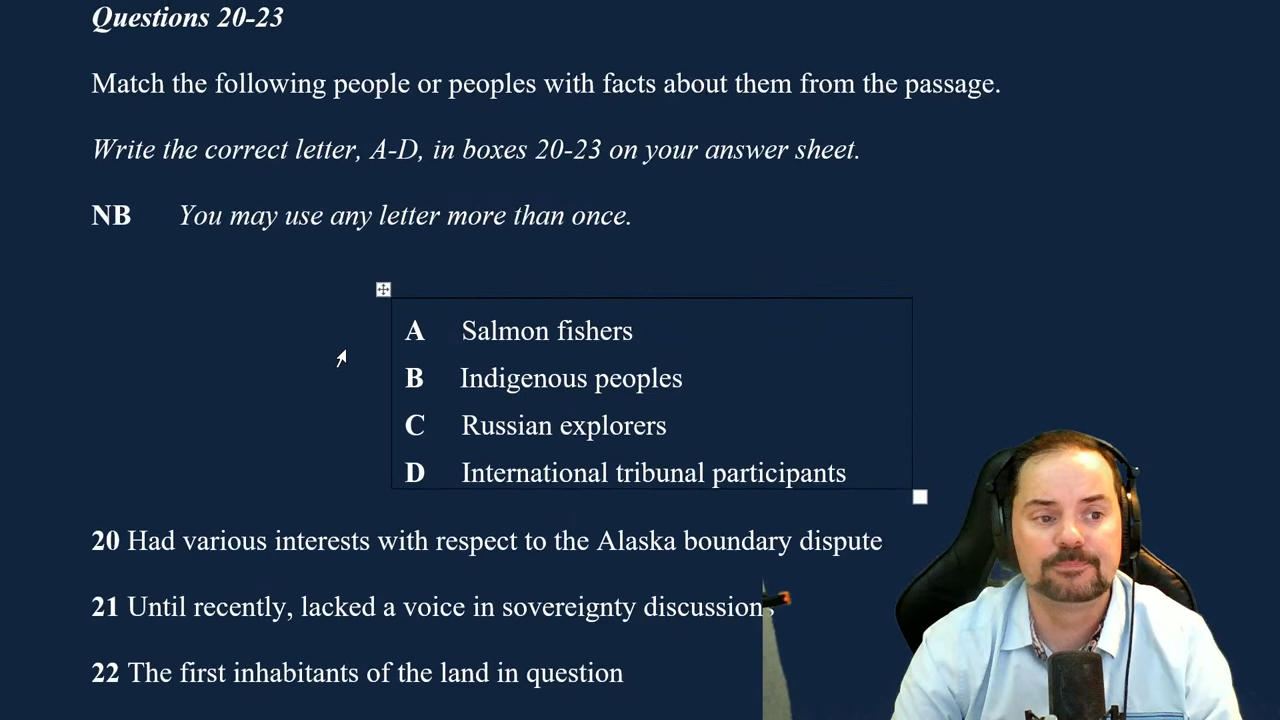 Questions 20-23
Match the following people or peoples with facts about them from the passage.
Write the correct letter, A-D, in boxes 20-23 on your answer sheet.
NB You may use any letter more than once.
A Salmon fishers
B Indigenous peoples
C Russian explorers
D International tribunal participants
20 Had various interests with respect to the Alaska boundary dispute
21 Until recently, lacked a voice in sovereignty discussions
22 The first inhabitants of the land in question